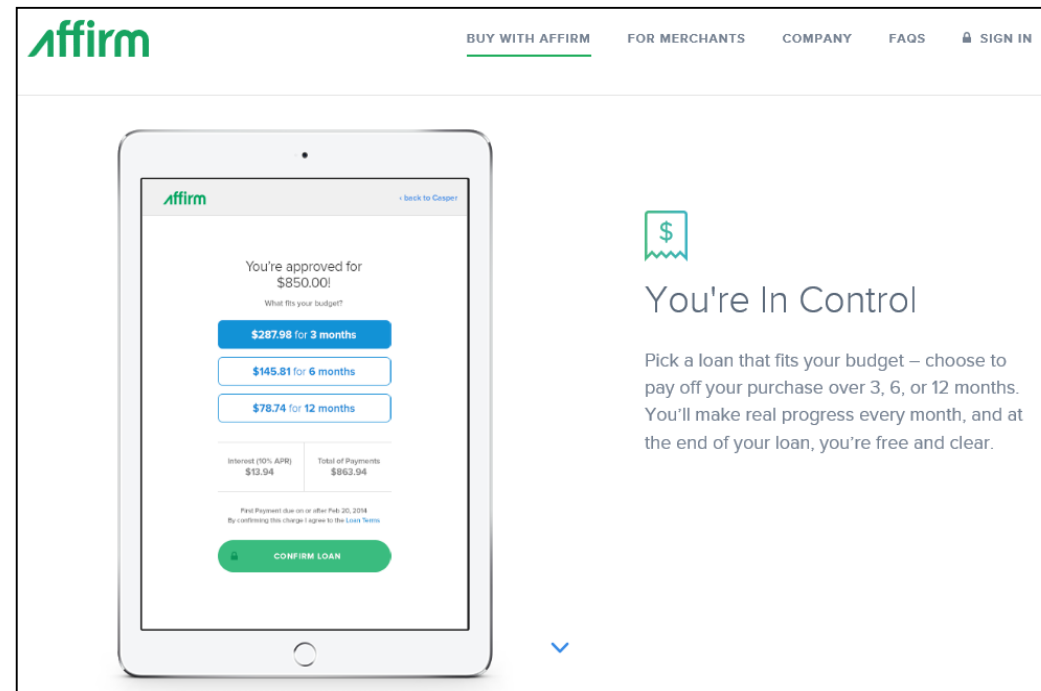 Affirm
BUY WITH AFFIRM FOR MERCHANTS COMPANY FAQS SIGN IN
Affirm ‹ back to Casper
You're approved for
$850.00!
What fits your budget?
$287.98 for 3 months
$145.81 for 6 months
$78.74 for 12 months
Interest (10% APR) Total of Payments
$13.94 $863.94
First Payment due on or after Feb 20, 2014
By confirming this charge I agree to the Loan Terms
CONFIRM LOAN
$
You're In Control
Pick a loan that fits your budget – choose to
pay off your purchase over 3, 6, or 12 months.
You'll make real progress every month, and at
the end of your loan, you're free and clear.